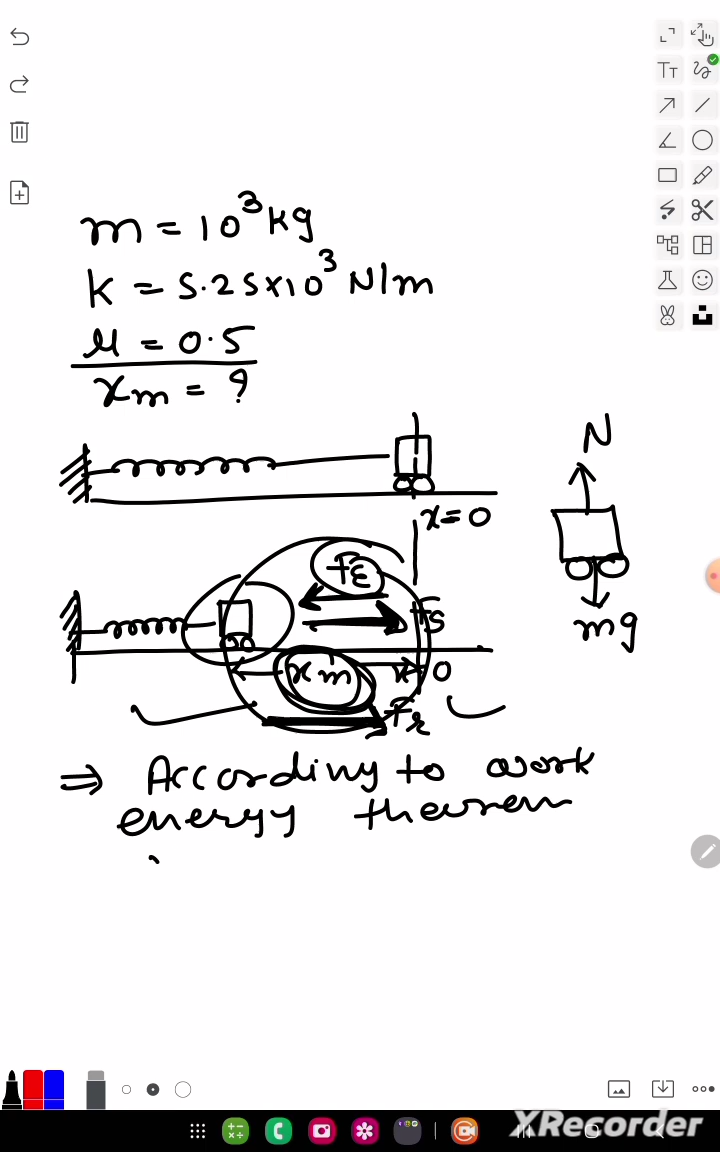 m = 10³ kg
k = 5.25×10³ N/m
μ = 0.5
xm = ?
N
x=0
mg
fE
fs
xm
x=0
Fr
⇒ According to work
energy theorem
XRecorder